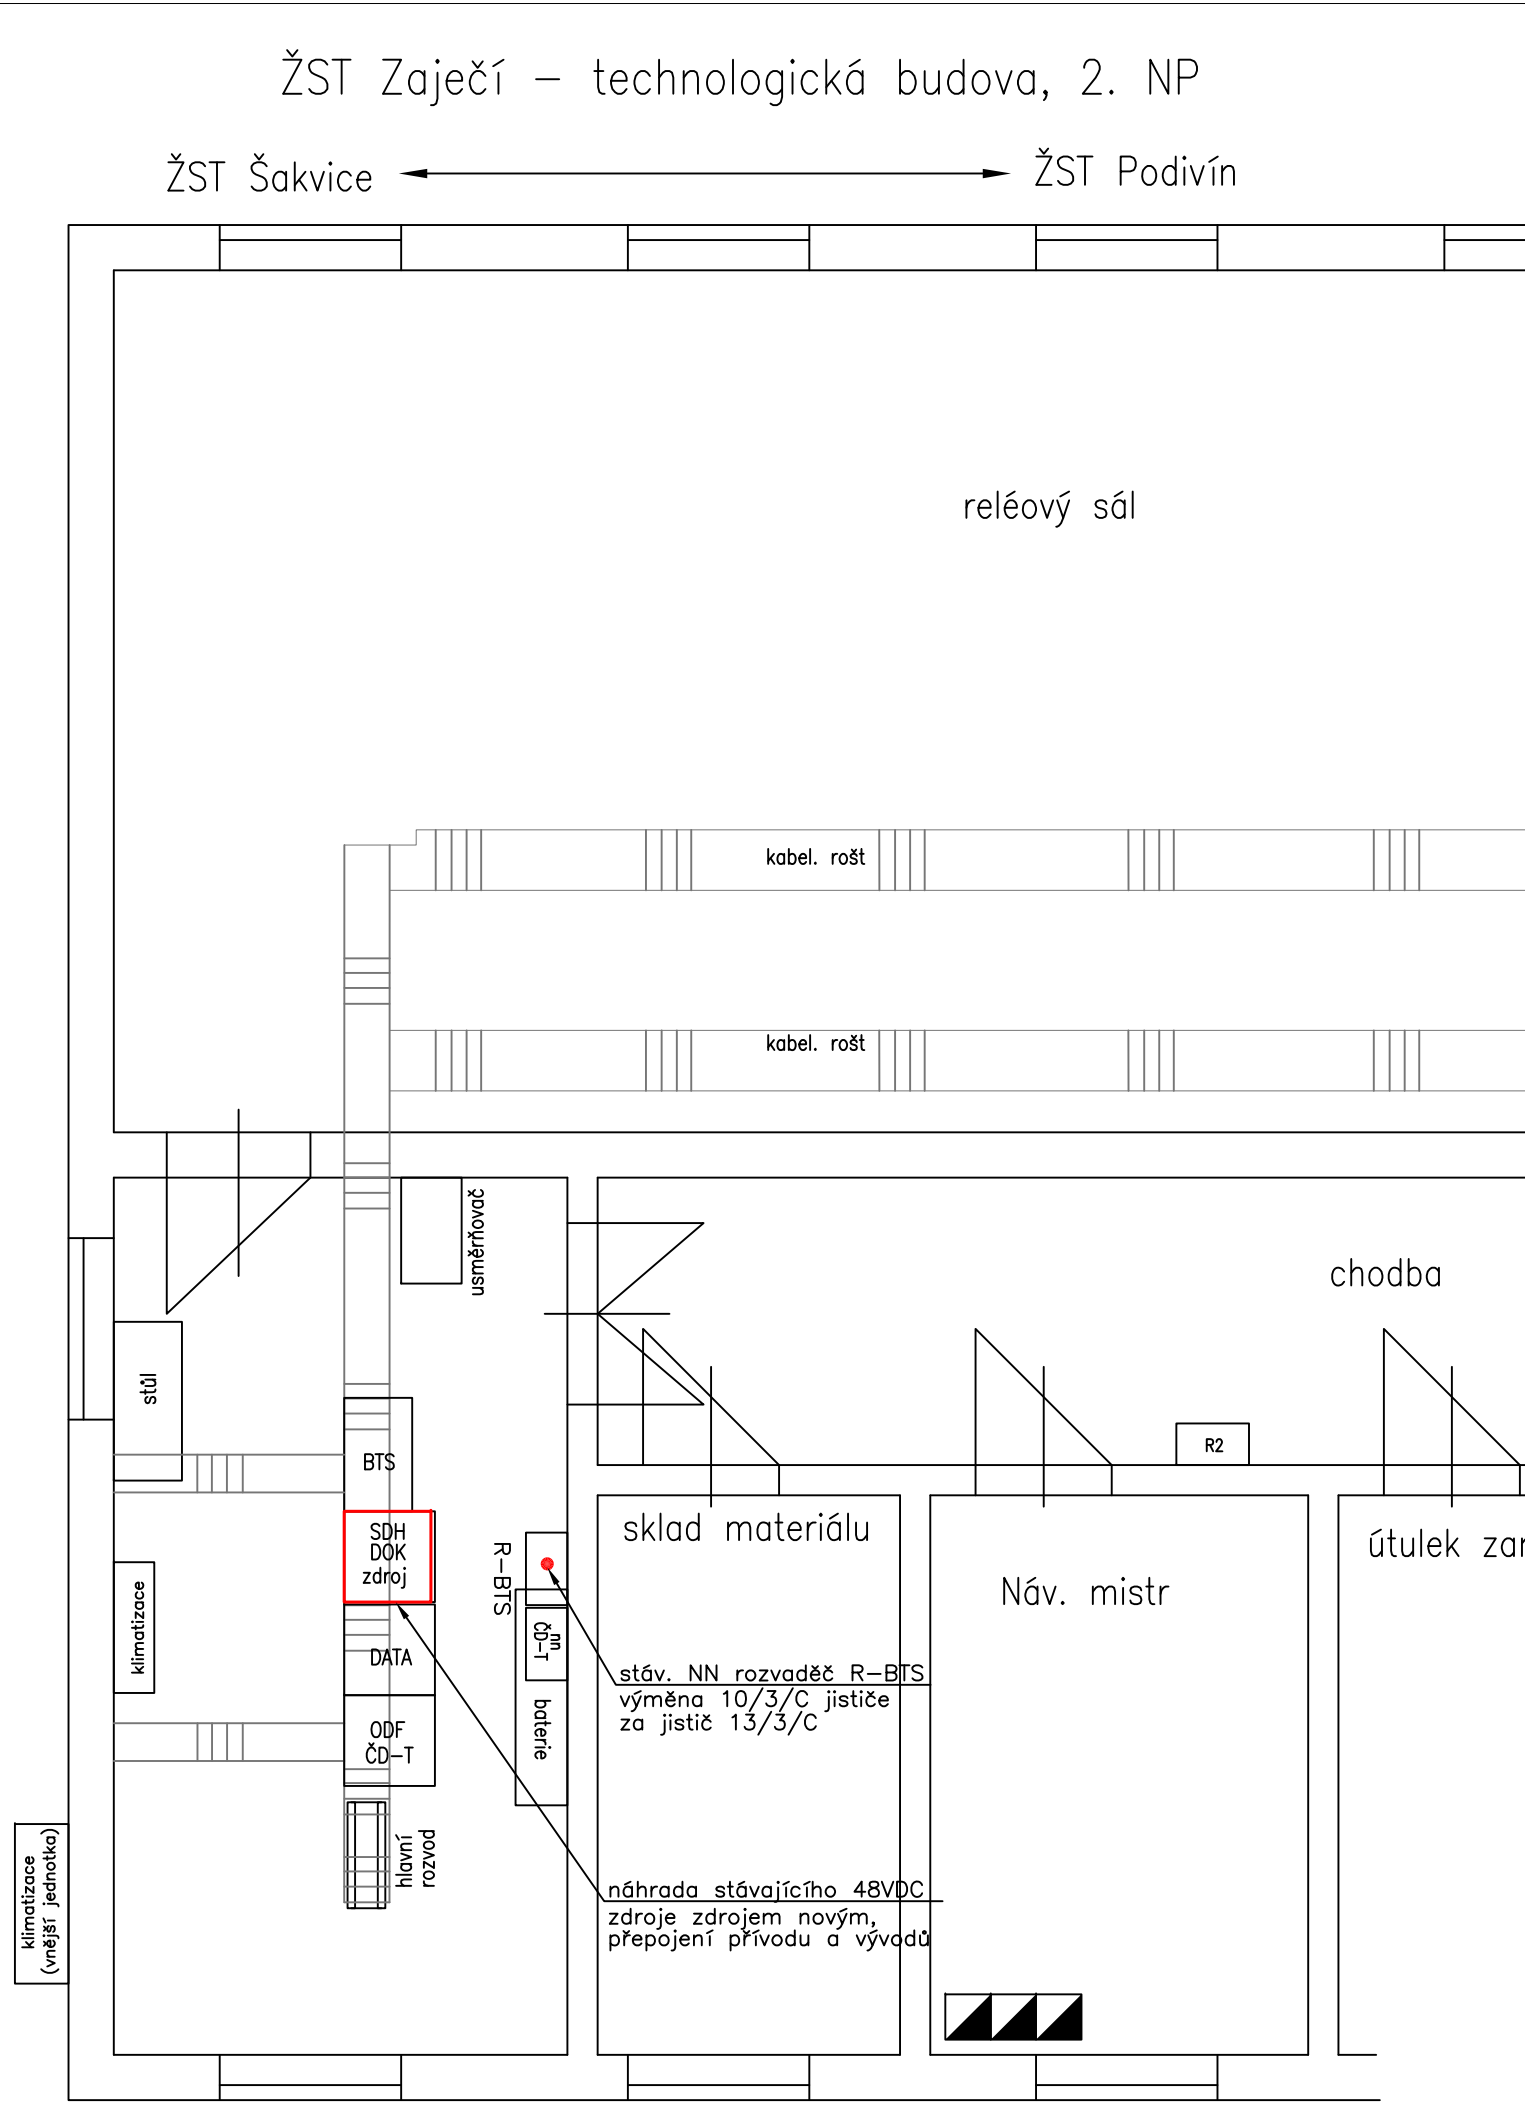 ŽST Zaječí – technologická budova, 2. NP
ŽST Šakvice
ŽST Podivín
reléový sál
kabel. rošt
kabel. rošt
usměrňovač
chodba
stůl
R2
BTS
SDH
DOK
zdroj
R-BTS
sklad materiálu
útulek
Náv. mistr
klimatizace
nn
ČD-T
DATA
stáv. NN rozvaděč R-BTS
výměna 10/3/C jističe
za jistič 13/3/C
baterie
ODF
ČD-T
hlavní
rozvod
klimatizace
(vnější jednotka)
náhrada stávajícího 48VDC
zdroje zdrojem novým,
přepojení přívodu a vývodů